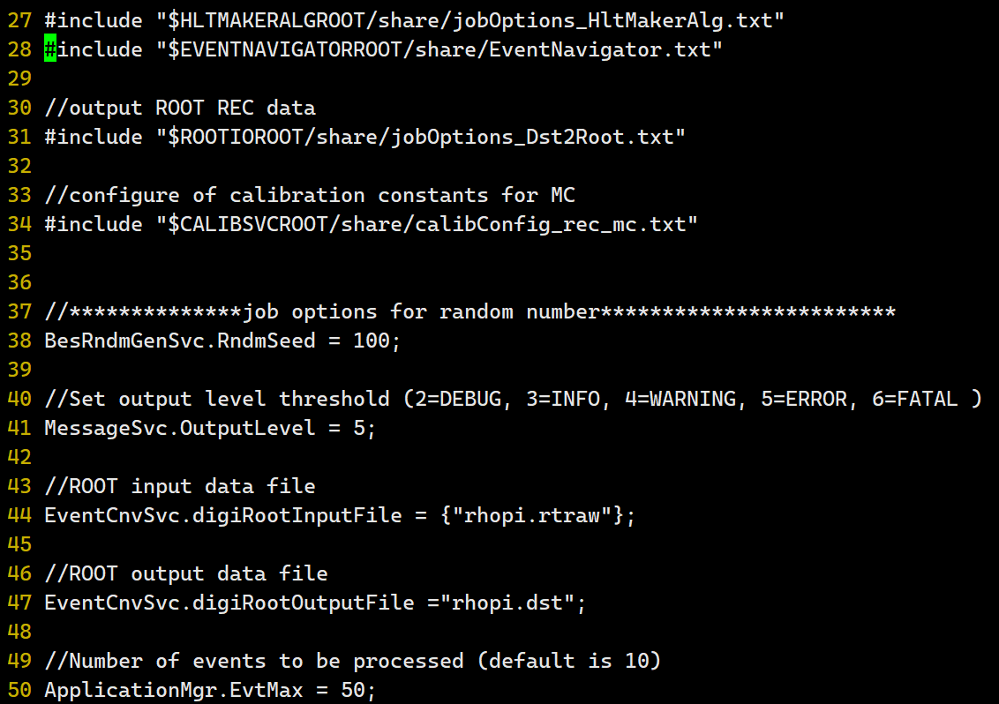 27 #include "$HLTMAKERALGROOT/share/jobOptions_HltMakerAlg.txt"
28 #include "$EVENTNAVIGATORROOT/share/EventNavigator.txt"
29
30 //output ROOT REC data
31 #include "$ROOTIOROOT/share/jobOptions_Dst2Root.txt"
32
33 //configure of calibration constants for MC
34 #include "$CALIBSVCROOT/share/calibConfig_rec_mc.txt"
35
36
37 //**************job options for random number************************
38 BesRndmGenSvc.RndmSeed = 100;
39
40 //Set output level threshold (2=DEBUG, 3=INFO, 4=WARNING, 5=ERROR, 6=FATAL )
41 MessageSvc.OutputLevel = 5;
42
43 //ROOT input data file
44 EventCnvSvc.digiRootInputFile = {"rhopi.rtraw"};
45
46 //ROOT output data file
47 EventCnvSvc.digiRootOutputFile ="rhopi.dst";
48
49 //Number of events to be processed (default is 10)
50 ApplicationMgr.EvtMax = 50;